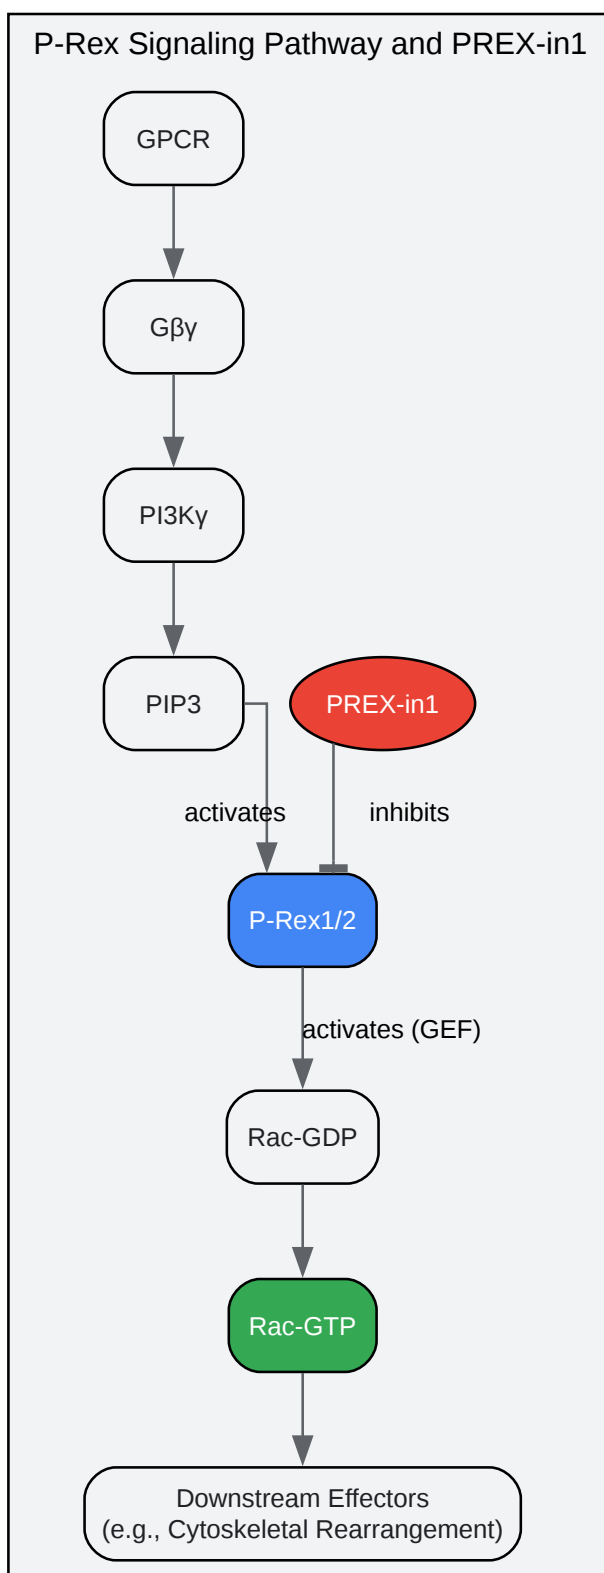 P-Rex Signaling Pathway and PREX-in1
GPCR
Gβγ
PI3Kγ
PIP3
PREX-in1
activates
inhibits
P-Rex1/2
activates (GEF)
Rac-GDP
Rac-GTP
Downstream Effectors
(e.g., Cytoskeletal Rearrangement)